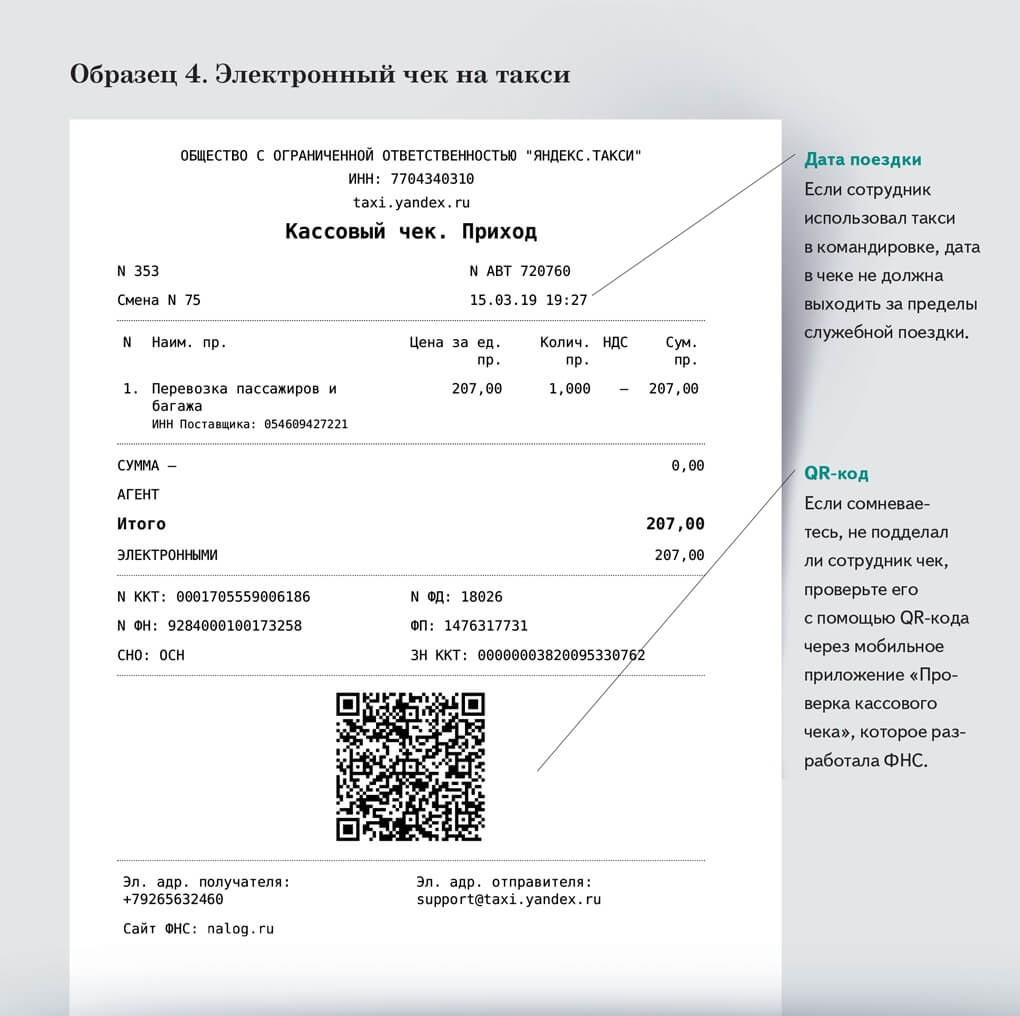 Образец 4. Электронный чек на такси
ОБЩЕСТВО С ОГРАНИЧЕННОЙ ОТВЕТСТВЕННОСТЬЮ "ЯНДЕКС.ТАКСИ"
ИНН: 7704340310
taxi.yandex.ru
Кассовый чек. Приход
N 353 N АВТ 720760
Смена N 75 15.03.19 19:27
N Наим. пр. Цена за ед. Колич. НДС Сум.
пр. пр. пр.
1. Перевозка пассажиров и 207,00 1,000 – 207,00
багажа
ИНН Поставщика: 054609427221
СУММА – 0,00
АГЕНТ
Итого 207,00
ЭЛЕКТРОННЫМИ 207,00
N ККТ: 0001705559006186 N ФД: 18026
N ФН: 9284000100173258 ФП: 1476317731
СНО: ОСН ЗН ККТ: 00000003820095330762
Эл. адр. получателя: Эл. адр. отправителя:
+79265632460 support@taxi.yandex.ru
Сайт ФНС: nalog.ru
Дата поездки
Если сотрудник
использовал такси
в командировке, дата
в чеке не должна
выходить за пределы
служебной поездки.
QR-код
Если сомневае-
тесь, не подделал
ли сотрудник чек,
проверьте его
с помощью QR-кода
через мобильное
приложение «Про-
верка кассового
чека», которое раз-
работала ФНС.